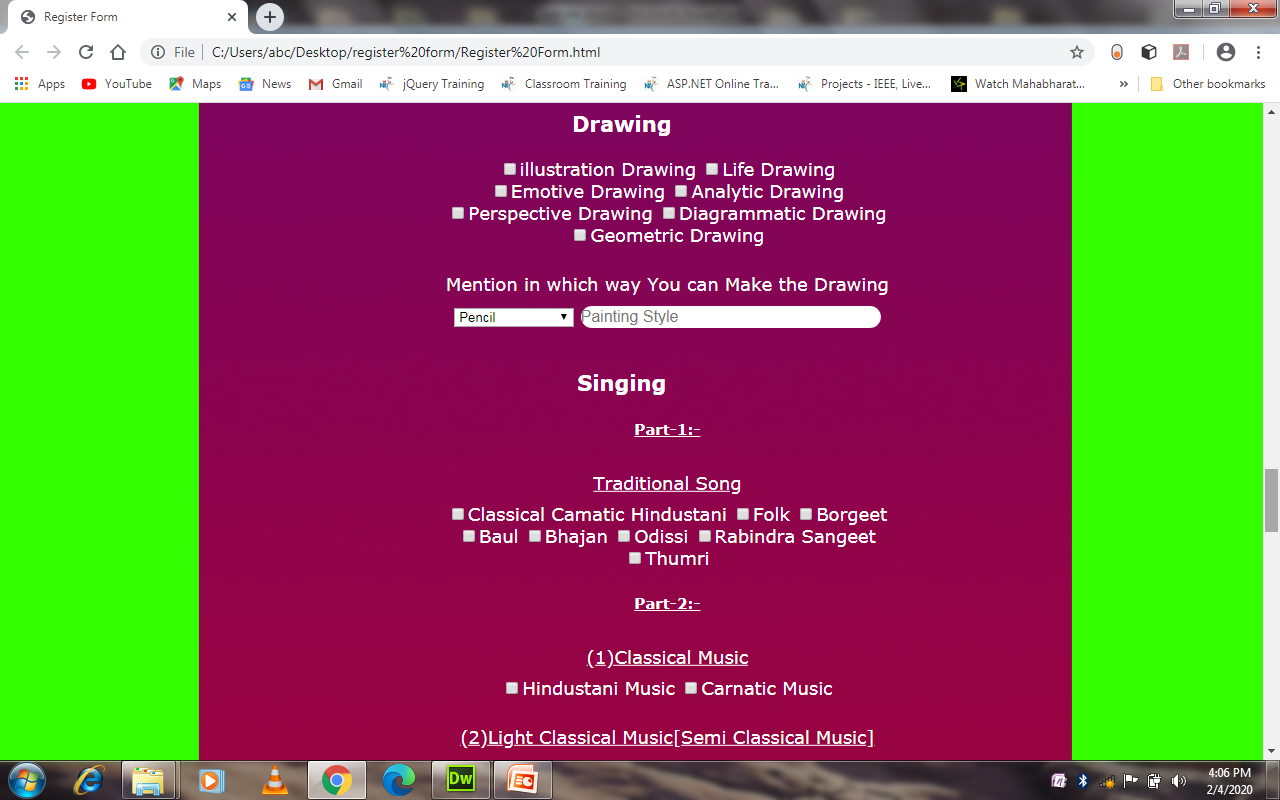 Register Form
File C:/Users/abc/Desktop/register%20form/Register%20Form.html
Apps YouTube Maps News Gmail jQuery Training Classroom Training ASP.NET Online Tra... Projects - IEEE, Live... Watch Mahabharat... » Other bookmarks
Drawing
illustration Drawing Life Drawing
Emotive Drawing Analytic Drawing
Perspective Drawing Diagrammatic Drawing
Geometric Drawing
Mention in which way You can Make the Drawing
Pencil Painting Style
Singing
Part-1:-
Traditional Song
Classical Camatic Hindustani Folk Borgeet
Baul Bhajan Odissi Rabindra Sangeet
Thumri
Part-2:-
(1)Classical Music
Hindustani Music Carnatic Music
(2)Light Classical Music[Semi Classical Music]
Dw
4:06 PM
2/4/2020